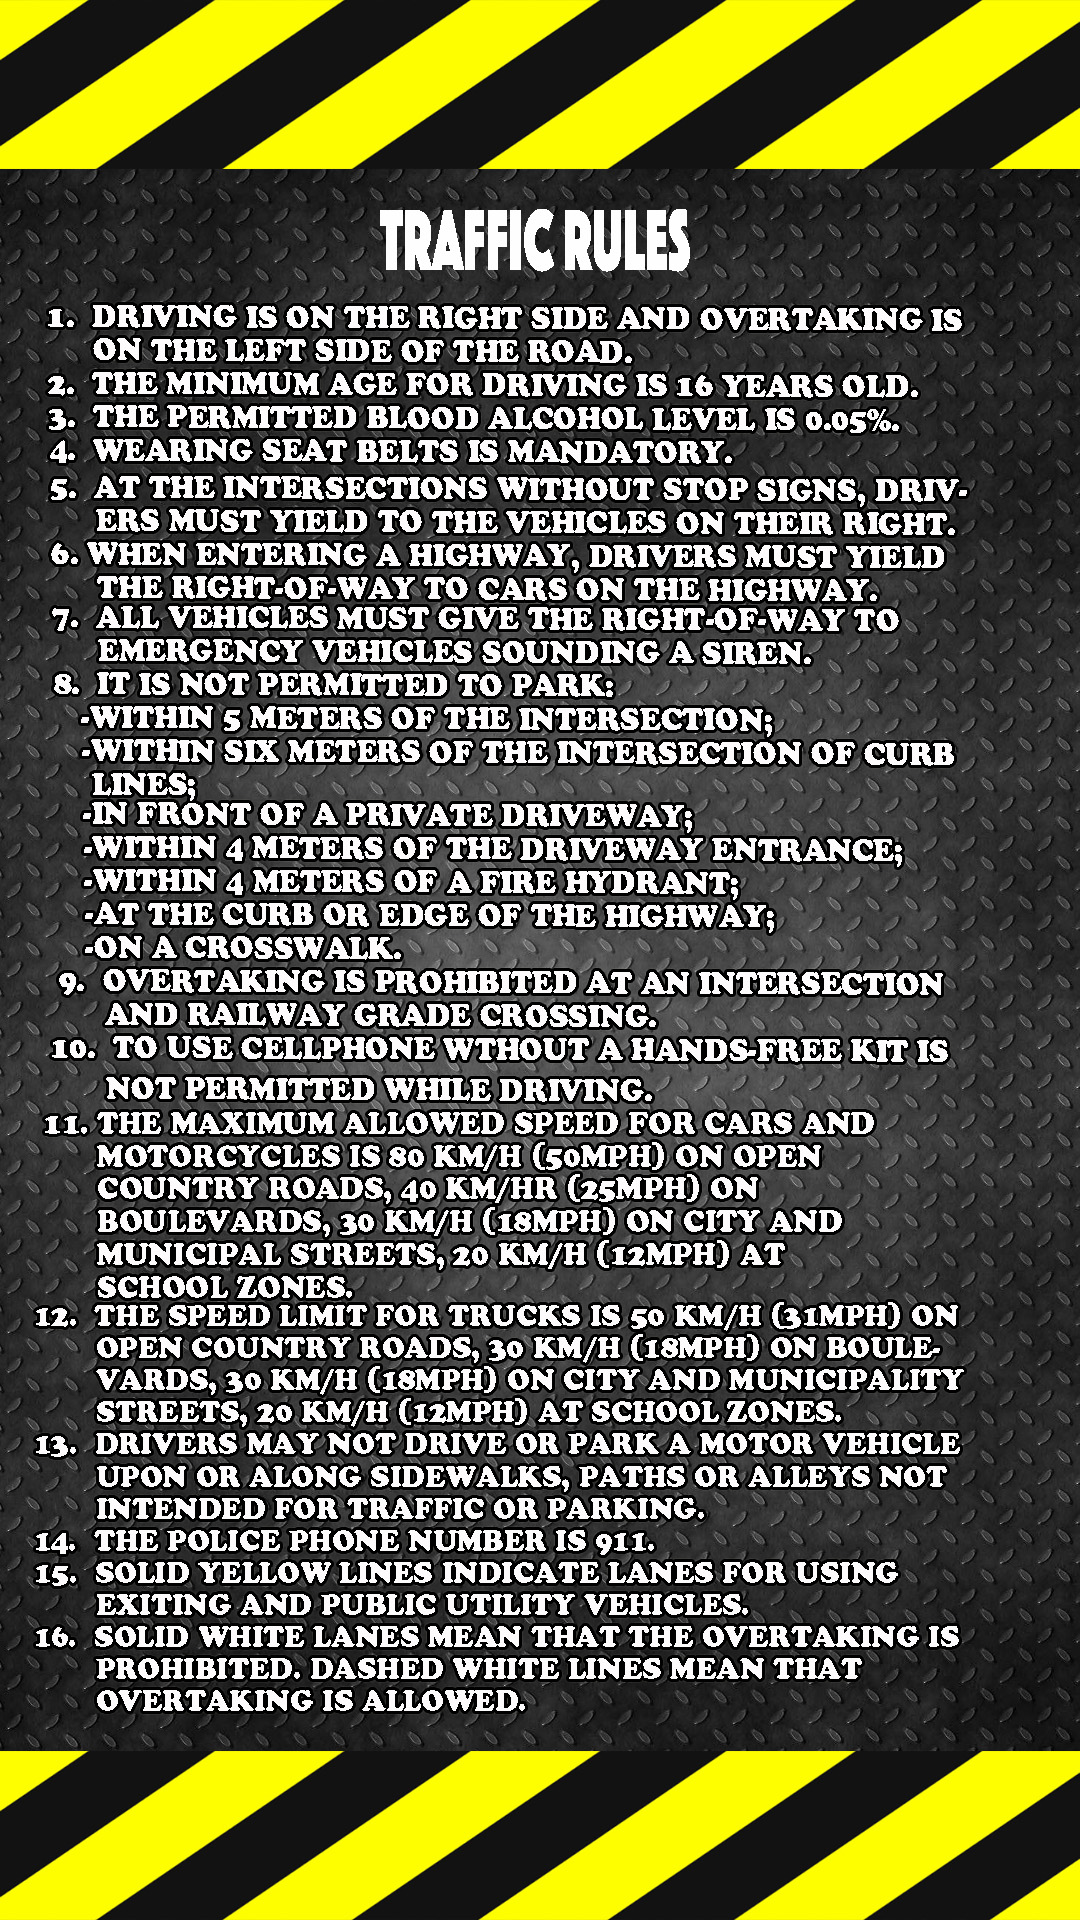 TRAFFIC RULES
1. DRIVING IS ON THE RIGHT SIDE AND OVERTAKING IS
ON THE LEFT SIDE OF THE ROAD.
2. THE MINIMUM AGE FOR DRIVING IS 16 YEARS OLD.
3. THE PERMITTED BLOOD ALCOHOL LEVEL IS 0.05%.
4. WEARING SEAT BELTS IS MANDATORY.
5. AT THE INTERSECTIONS WITHOUT STOP SIGNS, DRIV-
ERS MUST YIELD TO THE VEHICLES ON THEIR RIGHT.
6. WHEN ENTERING A HIGHWAY, DRIVERS MUST YIELD
THE RIGHT-OF-WAY TO CARS ON THE HIGHWAY.
7. ALL VEHICLES MUST GIVE THE RIGHT-OF-WAY TO
EMERGENCY VEHICLES SOUNDING A SIREN.
8. IT IS NOT PERMITTED TO PARK:
-WITHIN 5 METERS OF THE INTERSECTION;
-WITHIN SIX METERS OF THE INTERSECTION OF CURB
LINES;
-IN FRONT OF A PRIVATE DRIVEWAY;
-WITHIN 4 METERS OF THE DRIVEWAY ENTRANCE;
-WITHIN 4 METERS OF A FIRE HYDRANT;
-AT THE CURB OR EDGE OF THE HIGHWAY;
-ON A CROSSWALK.
9. OVERTAKING IS PROHIBITED AT AN INTERSECTION
AND RAILWAY GRADE CROSSING.
10. TO USE CELLPHONE WTHOUT A HANDS-FREE KIT IS
NOT PERMITTED WHILE DRIVING.
11. THE MAXIMUM ALLOWED SPEED FOR CARS AND
MOTORCYCLES IS 80 KM/H (50MPH) ON OPEN
COUNTRY ROADS, 40 KM/HR (25MPH) ON
BOULEVARDS, 30 KM/H (18MPH) ON CITY AND
MUNICIPAL STREETS, 20 KM/H (12MPH) AT
SCHOOL ZONES.
12. THE SPEED LIMIT FOR TRUCKS IS 50 KM/H (31MPH) ON
OPEN COUNTRY ROADS, 30 KM/H (18MPH) ON BOULE-
VARDS, 30 KM/H (18MPH) ON CITY AND MUNICIPALITY
STREETS, 20 KM/H (12MPH) AT SCHOOL ZONES.
13. DRIVERS MAY NOT DRIVE OR PARK A MOTOR VEHICLE
UPON OR ALONG SIDEWALKS, PATHS OR ALLEYS NOT
INTENDED FOR TRAFFIC OR PARKING.
14. THE POLICE PHONE NUMBER IS 911.
15. SOLID YELLOW LINES INDICATE LANES FOR USING
EXITING AND PUBLIC UTILITY VEHICLES.
16. SOLID WHITE LANES MEAN THAT THE OVERTAKING IS
PROHIBITED. DASHED WHITE LINES MEAN THAT
OVERTAKING IS ALLOWED.